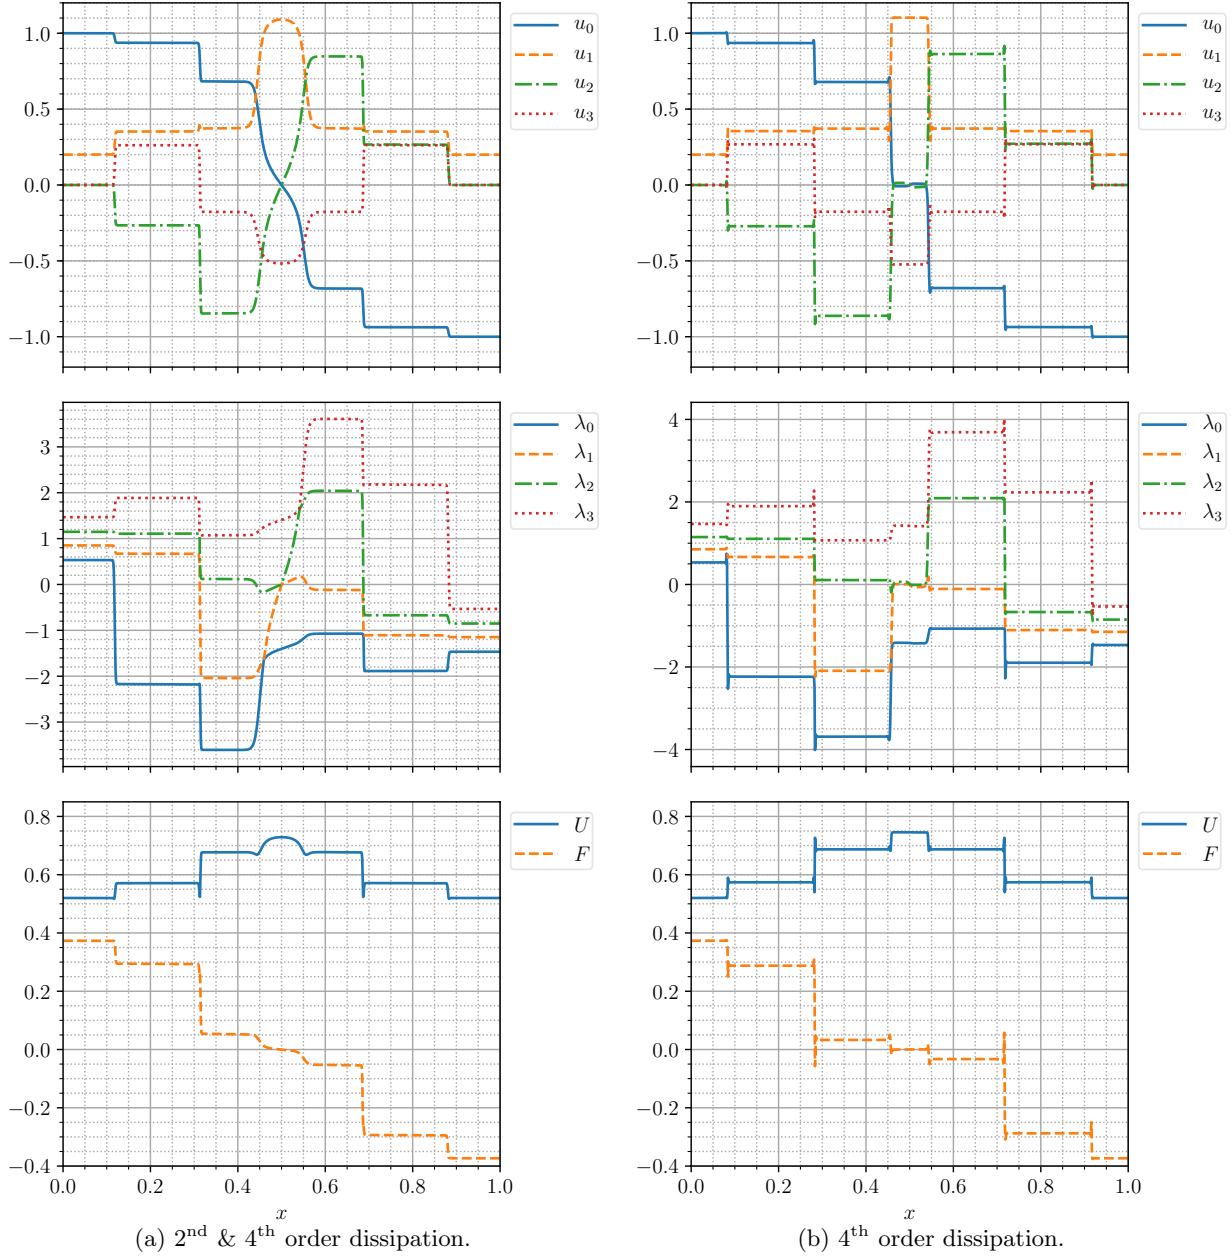 1.0
0.5
0.0
−0.5
−1.0
u₀
u₁
u₂
u₃
1.0
0.5
0.0
−0.5
−1.0
u₀
u₁
u₂
u₃
3
2
1
0
−1
−2
−3
λ₀
λ₁
λ₂
λ₃
4
2
0
−2
−4
λ₀
λ₁
λ₂
λ₃
0.8
0.6
0.4
0.2
0.0
−0.2
−0.4
U
F
0.0 0.2 0.4 0.6 0.8 1.0
x
0.8
0.6
0.4
0.2
0.0
−0.2
−0.4
U
F
0.0 0.2 0.4 0.6 0.8 1.0
x
(a) 2ⁿᵈ & 4ᵗʰ order dissipation.
(b) 4ᵗʰ order dissipation.